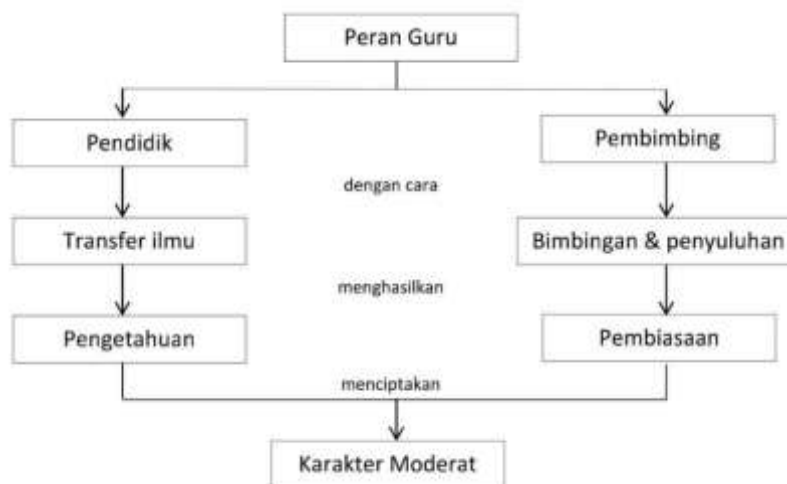 Peran Guru
Pendidik
Pembimbing
dengan cara
Transfer ilmu
Bimbingan & penyuluhan
menghasilkan
Pengetahuan
Pembiasaan
menciptakan
Karakter Moderat